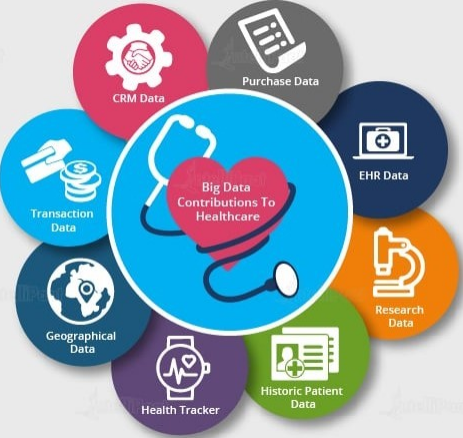 CRM Data
Purchase Data
EHR Data
Research
Data
Historic Patient
Data
Health Tracker
Geographical
Data
Transaction
Data
Big Data
Contributions To
Healthcare
$